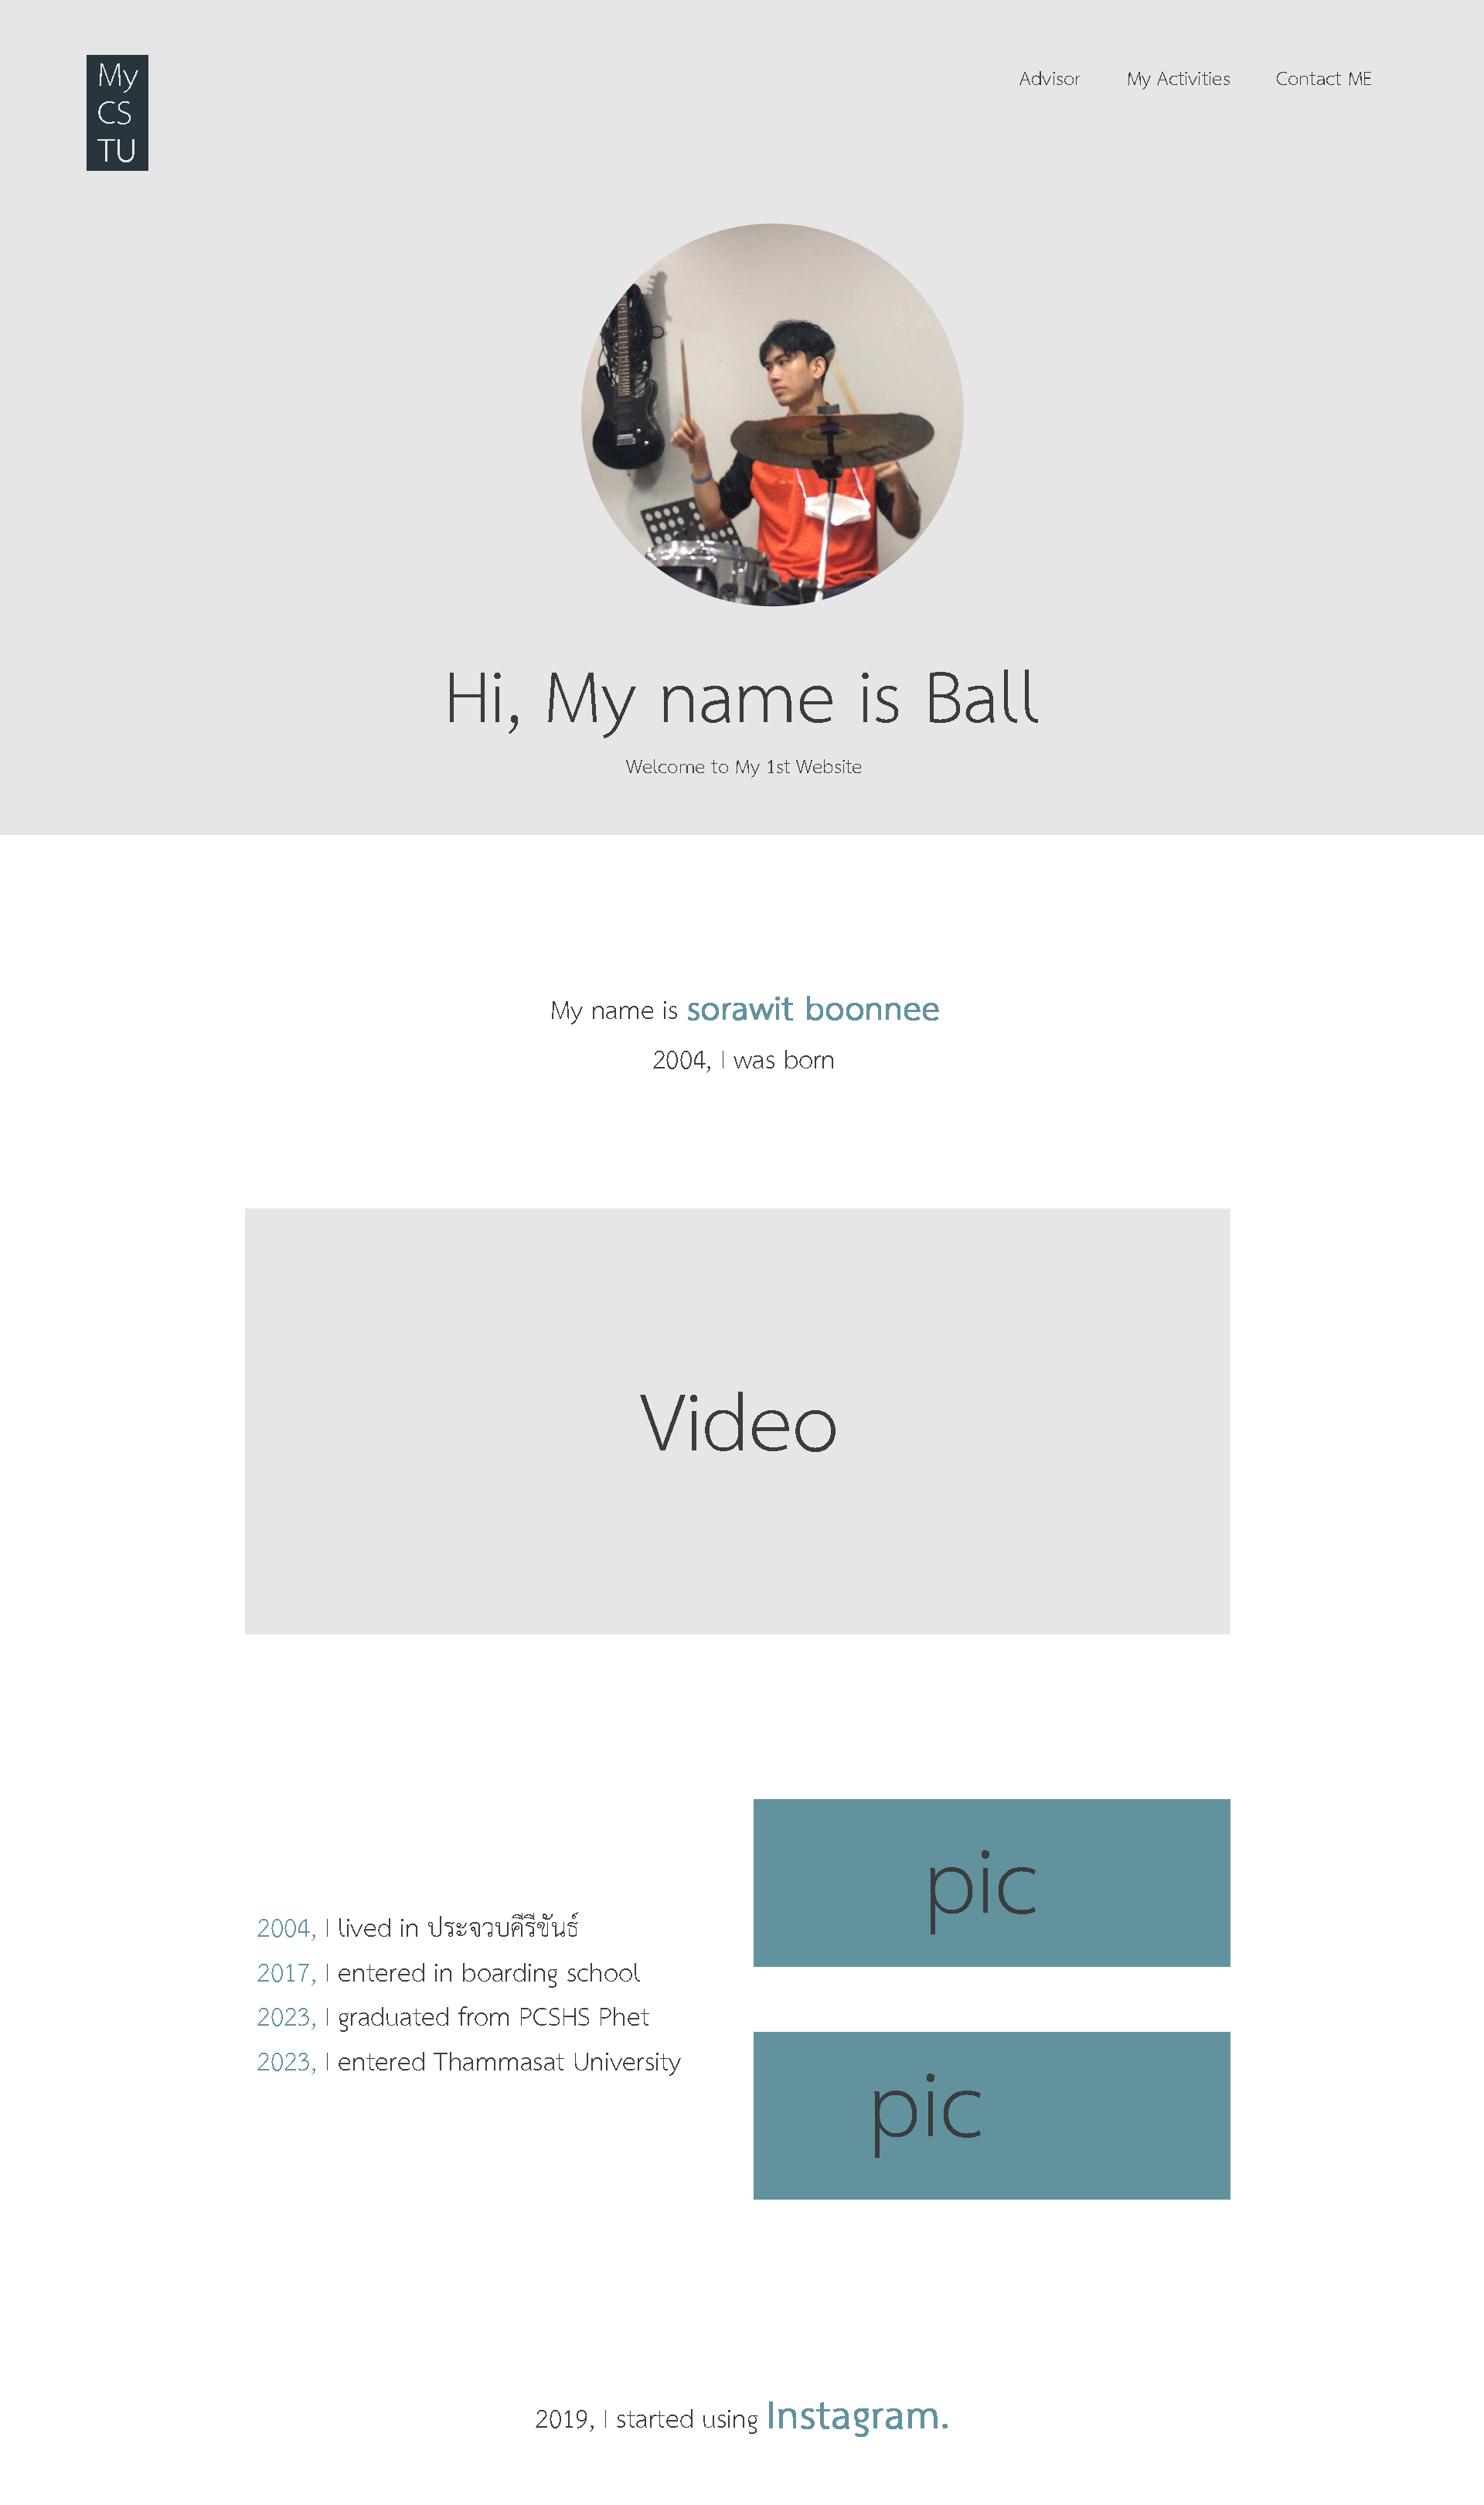 My
CS
TU
Advisor My Activities Contact ME
Hi, My name is Ball
Welcome to My 1st Website
My name is sorawit boonnee
2004, I was born
Video
pic
2004, I lived in ประจวบคีรีขันธ์
2017, I entered in boarding school
2023, I graduated from PCSHS Phet
2023, I entered Thammasat University
pic
2019, I started using Instagram.